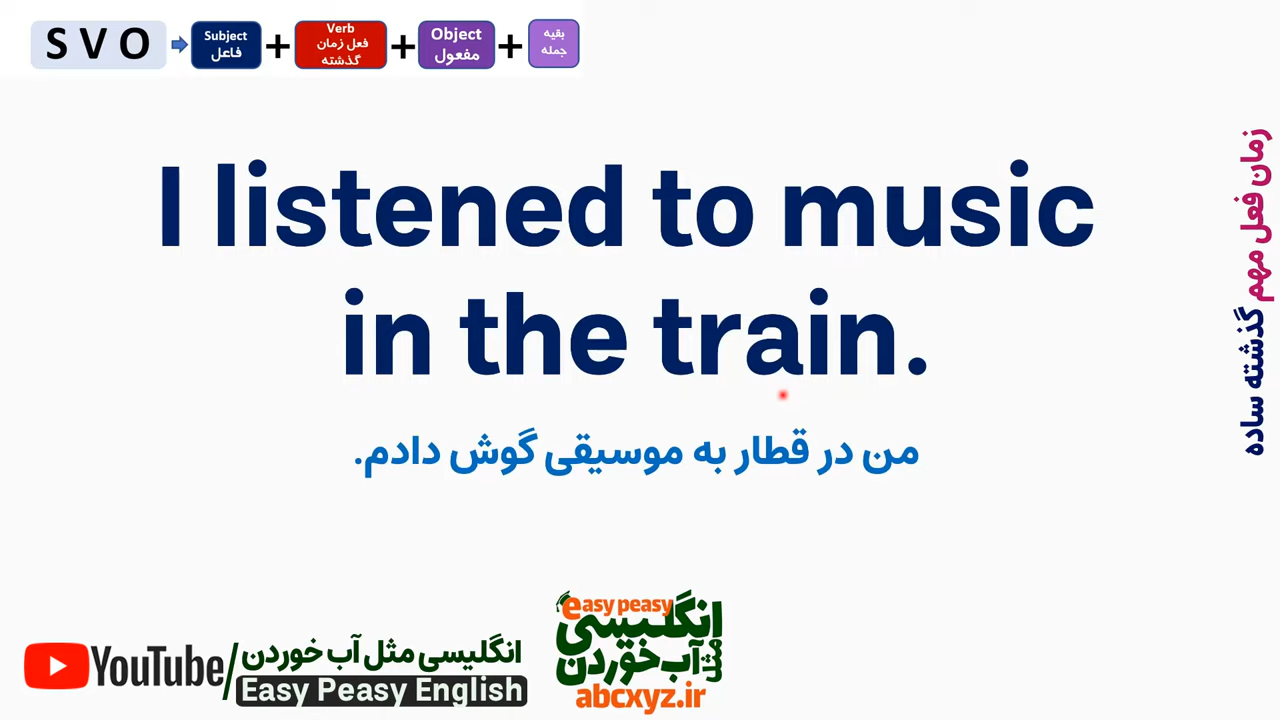 S V O
Subject
فاعل
+
Verb
فعل زمان
گذشته
+
Object
مفعول
+
بقیه
جمله
I listened to music
in the train.
من در قطار به موسیقی گوش دادم.
زمان فعل مهم گذشته ساده
YouTube/
انگلیسی مثل آب خوردن
Easy Peasy English
easy peasy
انگلیسی
مثل
آب خوردن
abcxyz.ir